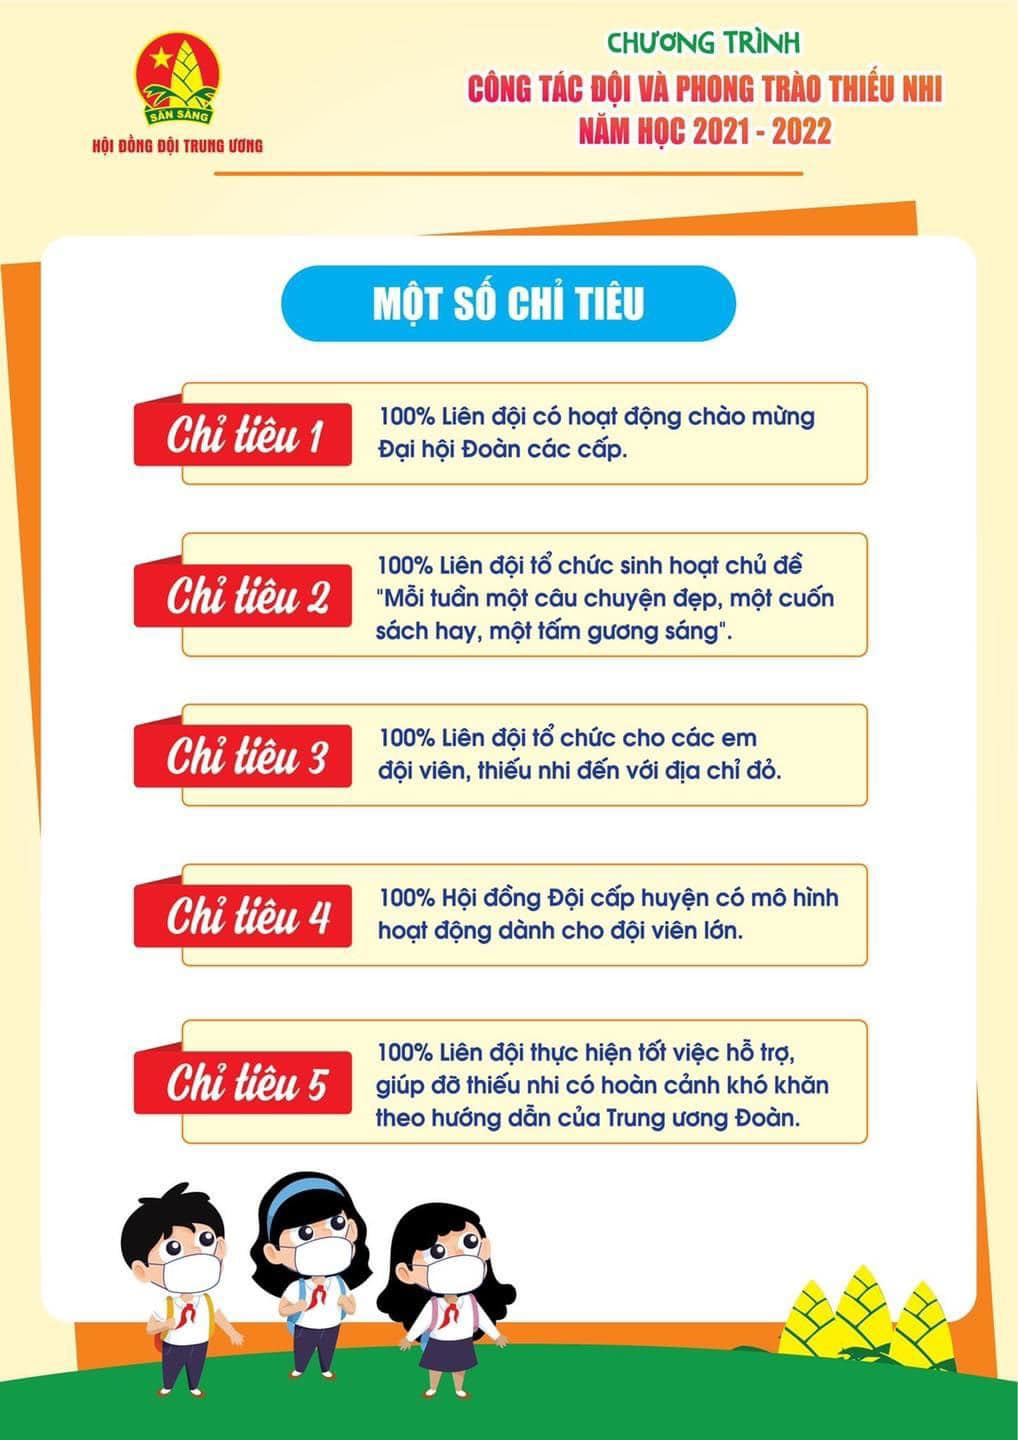 SẴN SÀNG
HỘI ĐỒNG ĐỘI TRUNG ƯƠNG
CHƯƠNG TRÌNH
CÔNG TÁC ĐỘI VÀ PHONG TRÀO THIẾU NHI
NĂM HỌC 2021 - 2022
MỘT SỐ CHỈ TIÊU
Chỉ tiêu 1
100% Liên đội có hoạt động chào mừng
Đại hội Đoàn các cấp.
Chỉ tiêu 2
100% Liên đội tổ chức sinh hoạt chủ đề
"Mỗi tuần một câu chuyện đẹp, một cuốn
sách hay, một tấm gương sáng".
Chỉ tiêu 3
100% Liên đội tổ chức cho các em
đội viên, thiếu nhi đến với địa chỉ đỏ.
Chỉ tiêu 4
100% Hội đồng Đội cấp huyện có mô hình
hoạt động dành cho đội viên lớn.
Chỉ tiêu 5
100% Liên đội thực hiện tốt việc hỗ trợ,
giúp đỡ thiếu nhi có hoàn cảnh khó khăn
theo hướng dẫn của Trung ương Đoàn.